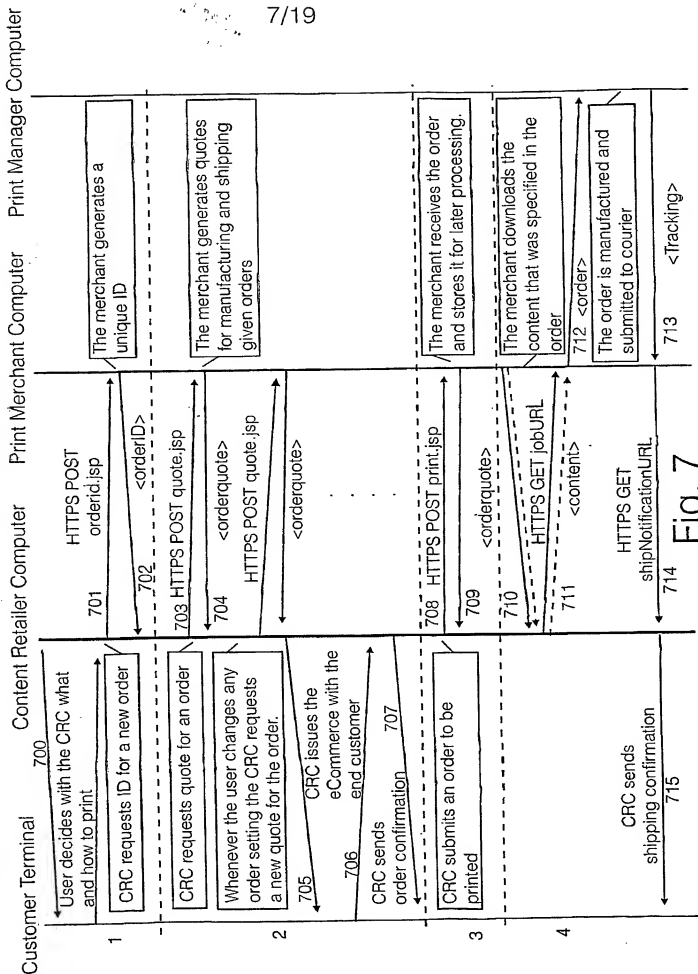 7/19
Customer Terminal
Content Retailer Computer
Print Merchant Computer
Print Manager Computer
700
User decides with the CRC what
and how to print
1
CRC requests ID for a new order
HTTPS POST
orderid.jsp
701
<orderID>
702
The merchant generates a
unique ID
2
CRC requests quote for an order
703 HTTPS POST quote.jsp
<orderquote>
704
The merchant generates quotes
for manufacturing and shipping
given orders
Whenever the user changes any
order setting the CRC requests
a new quote for the order.
HTTPS POST quote.jsp
<orderquote>
705
CRC issues the
eCommerce with the
end customer
706
707
CRC sends
order confirmation
3
CRC submits an order to be
printed
708 HTTPS POST print.jsp
709
<orderquote>
The merchant receives the order
and stores it for later processing.
4
710
HTTPS GET jobURL
711
<content>
The merchant downloads the
content that was specified in the
order
712 <order>
The order is manufactured and
submitted to courier
<Tracking>
713
HTTPS GET
shipNotificationURL
714
CRC sends
shipping confirmation
715
Fig. 7